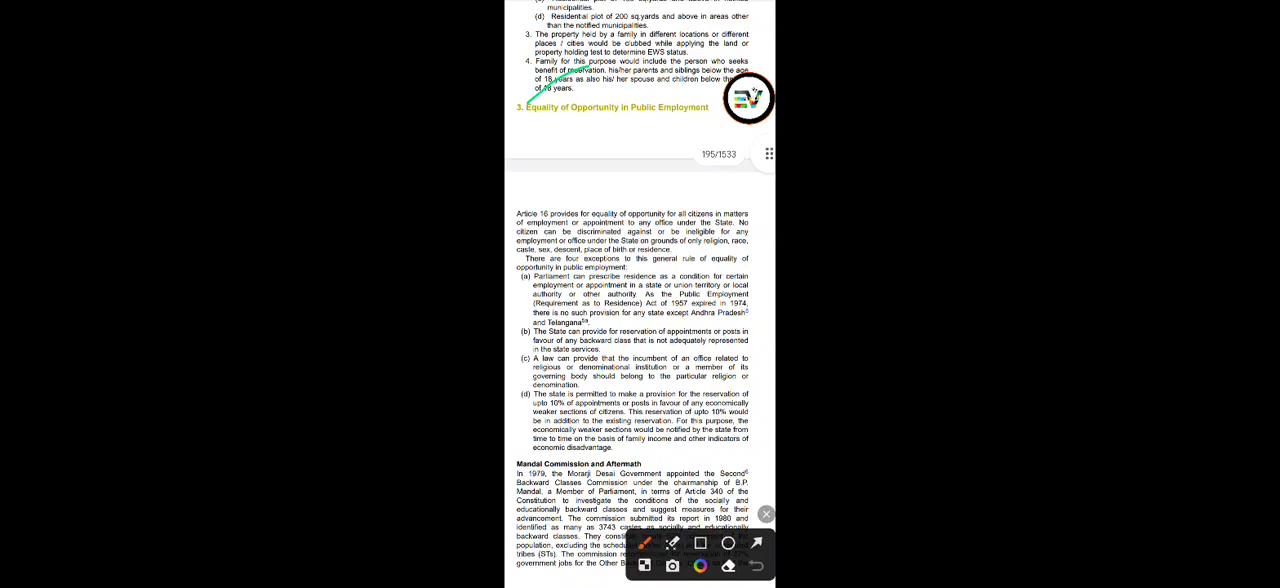 municipalities.
(d) Residential plot of 200 sq.yards and above in areas other
than the notified municipalities.
3. The property held by a family in different locations or different
places / cities would be clubbed while applying the land or
property holding test to determine EWS status.
4. Family for this purpose would include the person who seeks
benefit of reservation, his/her parents and siblings below the age
of 18 years as also his/ her spouse and children below the
of 18 years.
3. Equality of Opportunity in Public Employment
EV
195/1533
Article 16 provides for equality of opportunity for all citizens in matters
of employment or appointment to any office under the State. No
citizen can be discriminated against or be ineligible for any
employment or office under the State on grounds of only religion, race,
caste, sex, descent, place of birth or residence.
There are four exceptions to this general rule of equality of
opportunity in public employment:
(a) Parliament can prescribe residence as a condition for certain
employment or appointment in a state or union territory or local
authority or other authority. As the Public Employment
(Requirement as to Residence) Act of 1957 expired in 1974,
there is no such provision for any state except Andhra Pradesh5
and Telangana5a.
(b) The State can provide for reservation of appointments or posts in
favour of any backward class that is not adequately represented
in the state services.
(c) A law can provide that the incumbent of an office related to
religious or denominational institution or a member of its
governing body should belong to the particular religion or
denomination.
(d) The state is permitted to make a provision for the reservation of
upto 10% of appointments or posts in favour of any economically
weaker sections of citizens. This reservation of upto 10% would
be in addition to the existing reservation. For this purpose, the
economically weaker sections would be notified by the state from
time to time on the basis of family income and other indicators of
economic disadvantage.
Mandal Commission and Aftermath
In 1979, the Morarji Desai Government appointed the Second6
Backward Classes Commission under the chairmanship of B.P.
Mandal, a Member of Parliament, in terms of Article 340 of the
Constitution to investigate the conditions of the socially and
educationally backward classes and suggest measures for their
advancement. The commission submitted its report in 1980 and
identified as many as 3743 castes as socially and educationally
backward classes. They
population, excluding the
tribes (STs). The commission
government jobs for the Other